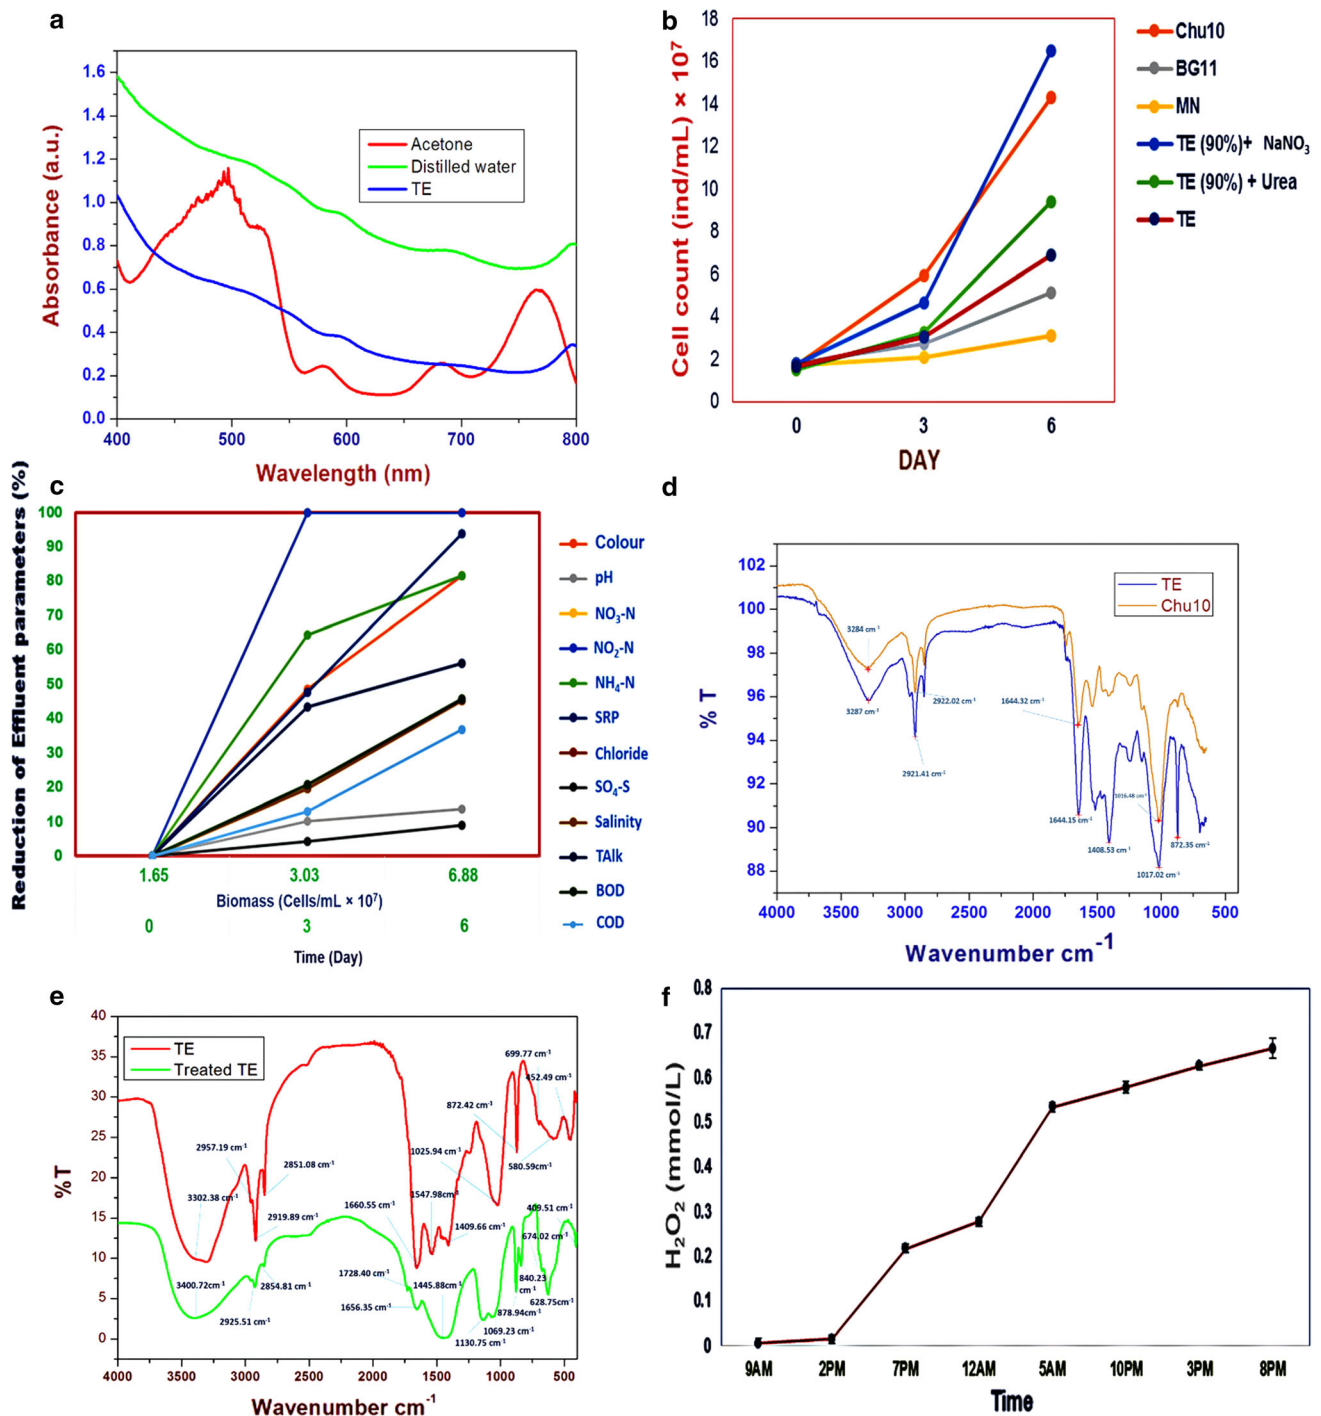 a
1.6
1.4
1.2
1.0
0.8
0.6
0.4
0.2
0.0
400
500
600
700
800
Absorbance (a.u.)
Wavelength (nm)
Acetone
Distilled water
TE
b
18
16
14
12
10
8
6
4
2
0
0
3
6
Cell count (ind/mL) × 10⁷
DAY
Chu10
BG11
MN
TE (90%)+ NaNO₃
TE (90%) + Urea
TE
c
100
90
80
70
60
50
40
30
20
10
0
Reduction of Effluent parameters (%)
1.65
3.03
6.88
Biomass (Cells/mL × 10⁷)
0
3
6
Time (Day)
Colour
pH
NO₃-N
NO₂-N
NH₄-N
SRP
Chloride
SO₄-S
Salinity
TAlk
BOD
COD
d
102
100
98
96
94
92
90
88
% T
4000
3500
3000
2500
2000
1500
1000
500
Wavenumber cm⁻¹
TE
Chu10
3284 cm⁻¹
3287 cm⁻¹
2922.02 cm⁻¹
2921.41 cm⁻¹
1644.32 cm⁻¹
1644.15 cm⁻¹
1016.48 cm⁻¹
1408.53 cm⁻¹
872.35 cm⁻¹
1017.02 cm⁻¹
e
40
35
30
25
20
15
10
5
0
%T
4000
3500
3000
2500
2000
1500
1000
500
Wavenumber cm⁻¹
TE
Treated TE
699.77 cm⁻¹
452.49 cm⁻¹
872.42 cm⁻¹
2957.19 cm⁻¹
2851.08 cm⁻¹
1025.94 cm⁻¹
580.59cm⁻¹
3302.38 cm⁻¹
1547.98cm⁻¹
1660.55 cm⁻¹
2919.89 cm⁻¹
1409.66 cm⁻¹
409.51 cm⁻¹
674.02 cm⁻¹
3400.72cm⁻¹
2854.81 cm⁻¹
1728.40 cm⁻¹
1445.88cm⁻¹
840.23
cm⁻¹
2925.51 cm⁻¹
1656.35 cm⁻¹
628.75cm⁻¹
878.94cm⁻¹
1069.23 cm⁻¹
1130.75 cm⁻¹
f
0.8
0.7
0.6
0.5
0.4
0.3
0.2
0.1
0
H₂O₂ (mmol/L)
9AM
2PM
7PM
12AM
5AM
10PM
3PM
8PM
Time